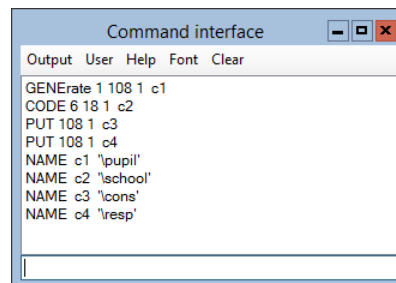 Command interface
Output User Help Font Clear
GENErate 1 108 1 c1
CODE 6 18 1 c2
PUT 108 1 c3
PUT 108 1 c4
NAME c1 '\pupil'
NAME c2 '\school'
NAME c3 '\cons'
NAME c4 '\resp'